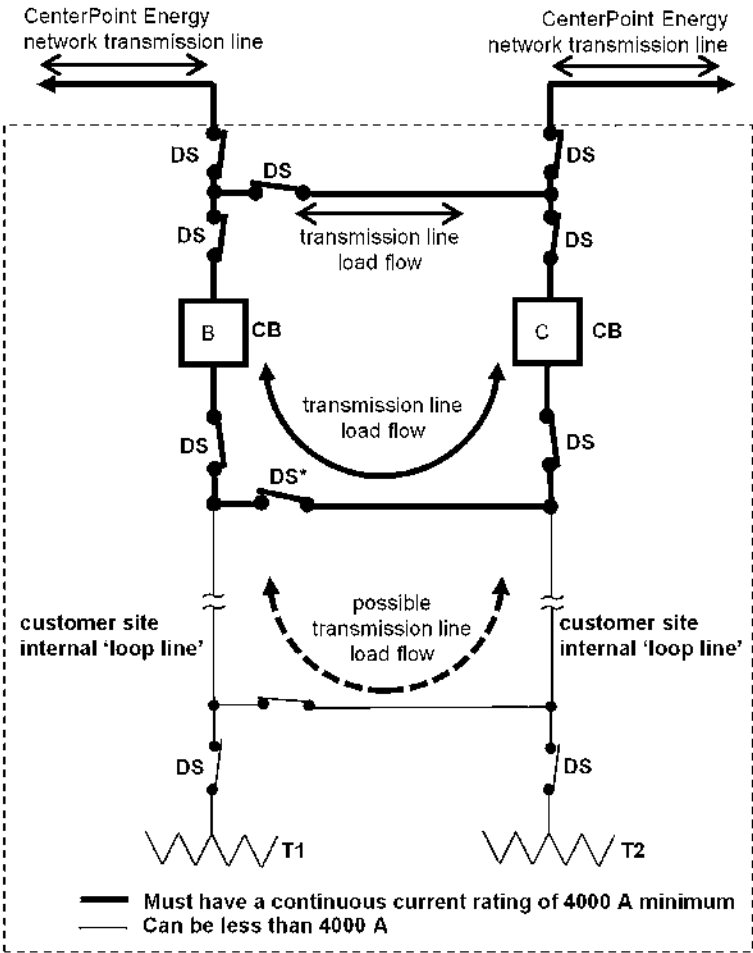 CenterPoint Energy
network transmission line
CenterPoint Energy
network transmission line
DS
DS
DS
DS
transmission line
load flow
DS
B
CB
C
CB
transmission line
load flow
DS
DS
DS*
customer site
internal ‘loop line’
possible
transmission line
load flow
customer site
internal ‘loop line’
DS
DS
T1
T2
Must have a continuous current rating of 4000 A minimum
Can be less than 4000 A